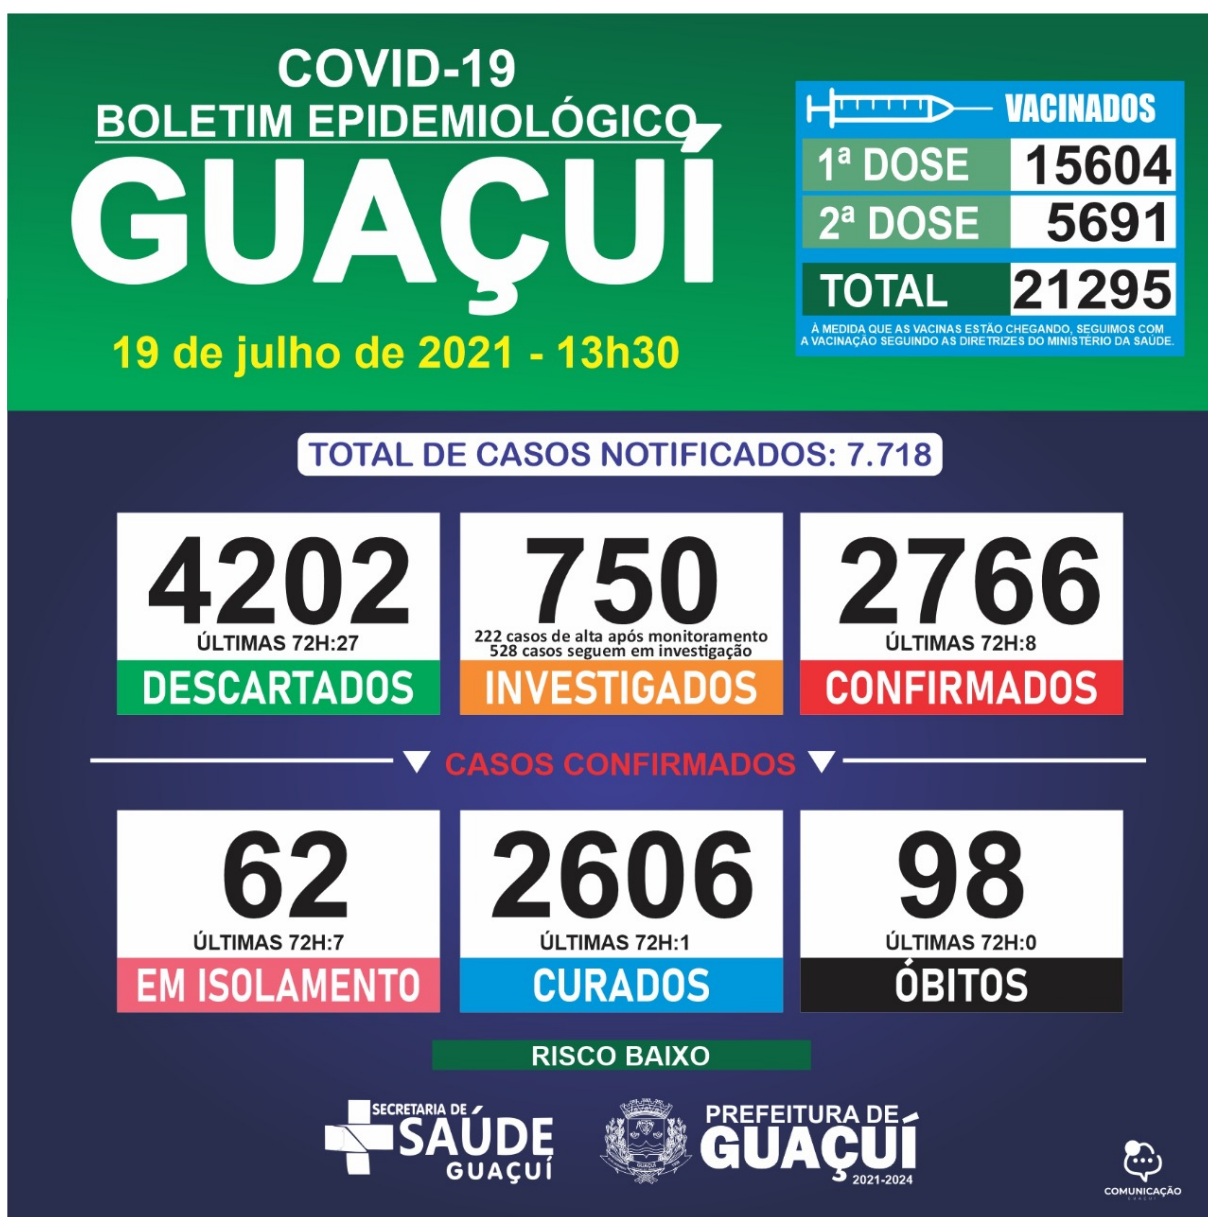 COVID-19
BOLETIM EPIDEMIOLÓGICO
GUAÇUÍ
19 de julho de 2021 - 13h30
VACINADOS
1ª DOSE 15604
2ª DOSE 5691
TOTAL 21295
À MEDIDA QUE AS VACINAS ESTÃO CHEGANDO, SEGUIMOS COM
A VACINAÇÃO SEGUINDO AS DIRETRIZES DO MINISTÉRIO DA SAÚDE.
TOTAL DE CASOS NOTIFICADOS: 7.718
4202
ÚLTIMAS 72H:27
DESCARTADOS
750
222 casos de alta após monitoramento
528 casos seguem em investigação
INVESTIGADOS
2766
ÚLTIMAS 72H:8
CONFIRMADOS
CASOS CONFIRMADOS
62
ÚLTIMAS 72H:7
EM ISOLAMENTO
2606
ÚLTIMAS 72H:1
CURADOS
98
ÚLTIMAS 72H:0
ÓBITOS
RISCO BAIXO
SECRETARIA DE
SAÚDE
GUAÇUÍ
GUAÇUÍ
PREFEITURA DE
GUAÇUÍ
2021-2024
COMUNICAÇÃO